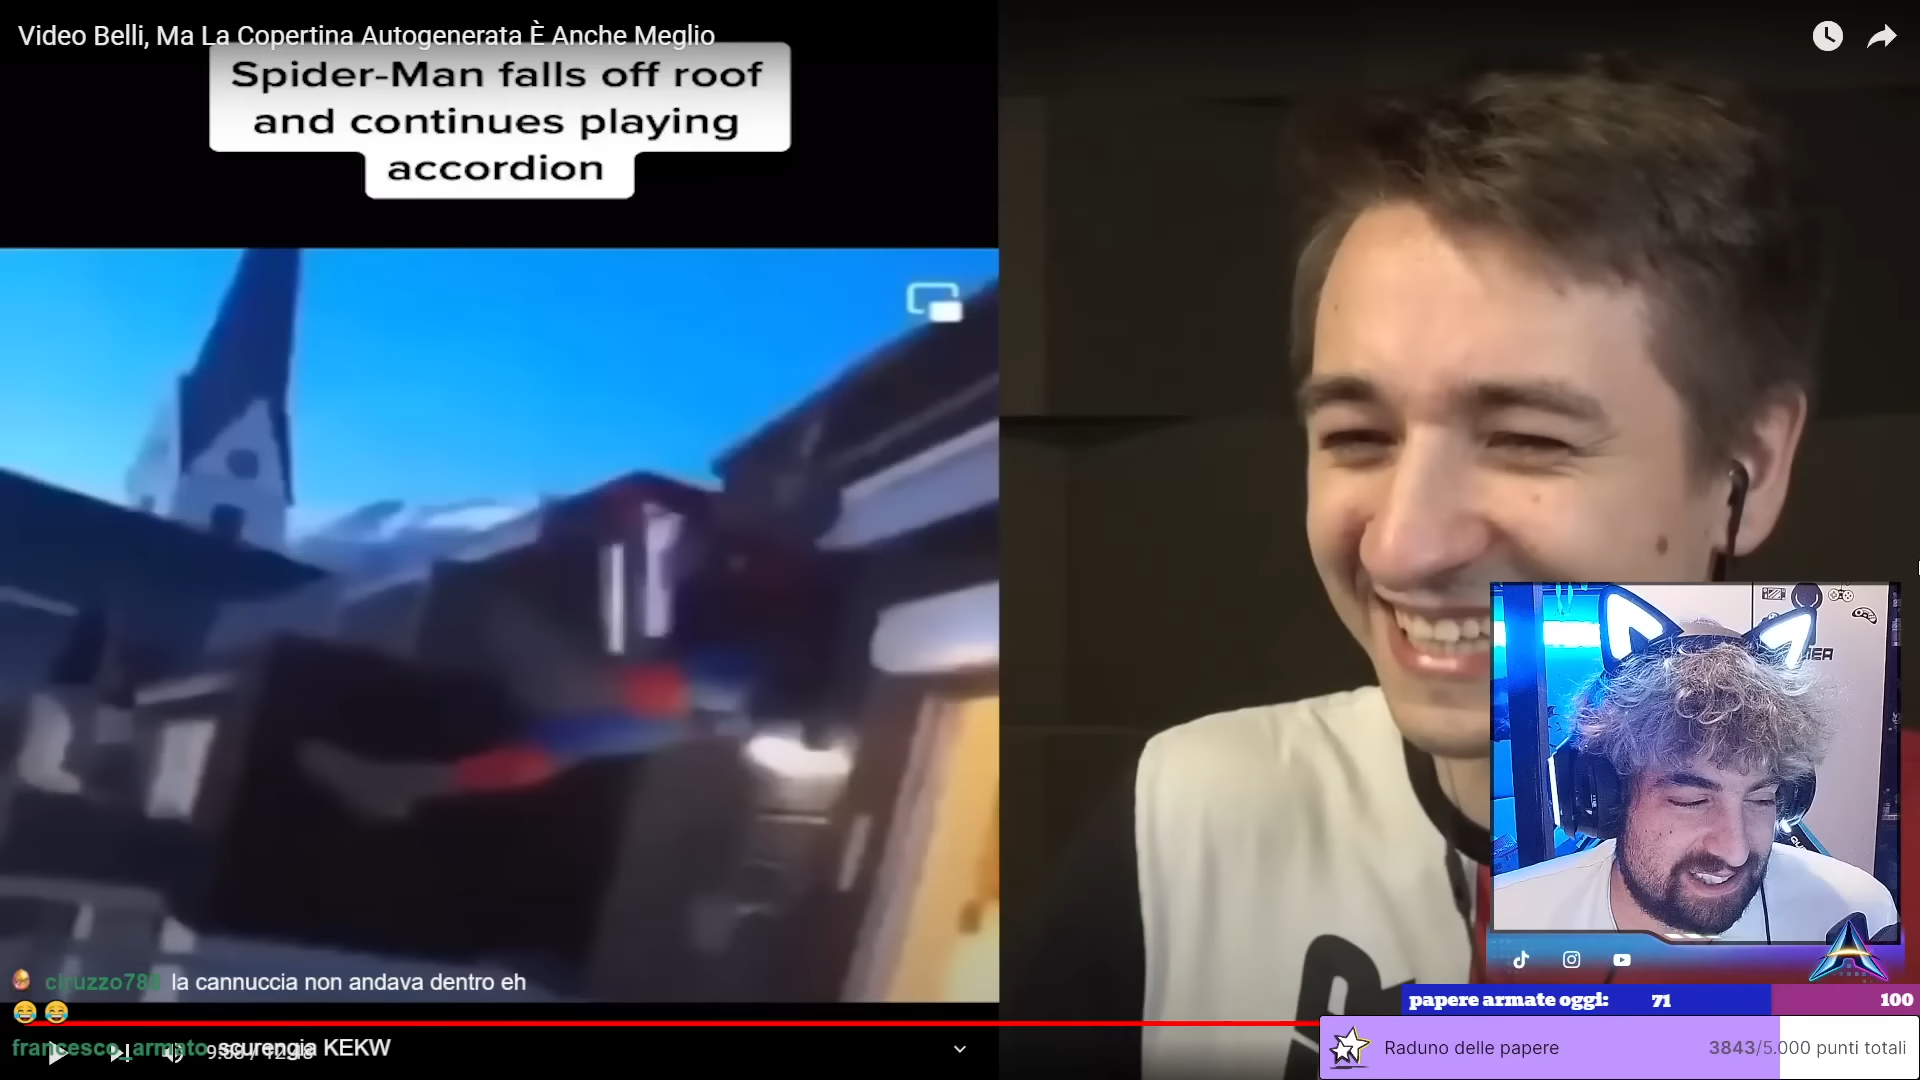 Video Belli, Ma La Copertina Autogenerata È Anche Meglio
Spider-Man falls off roof
and continues playing
accordion
la cannuccia non andava dentro eh
francesco_armato scurengia KEKW
papere armate oggi: 71 100
Raduno delle papere 3843/5.000 punti totali